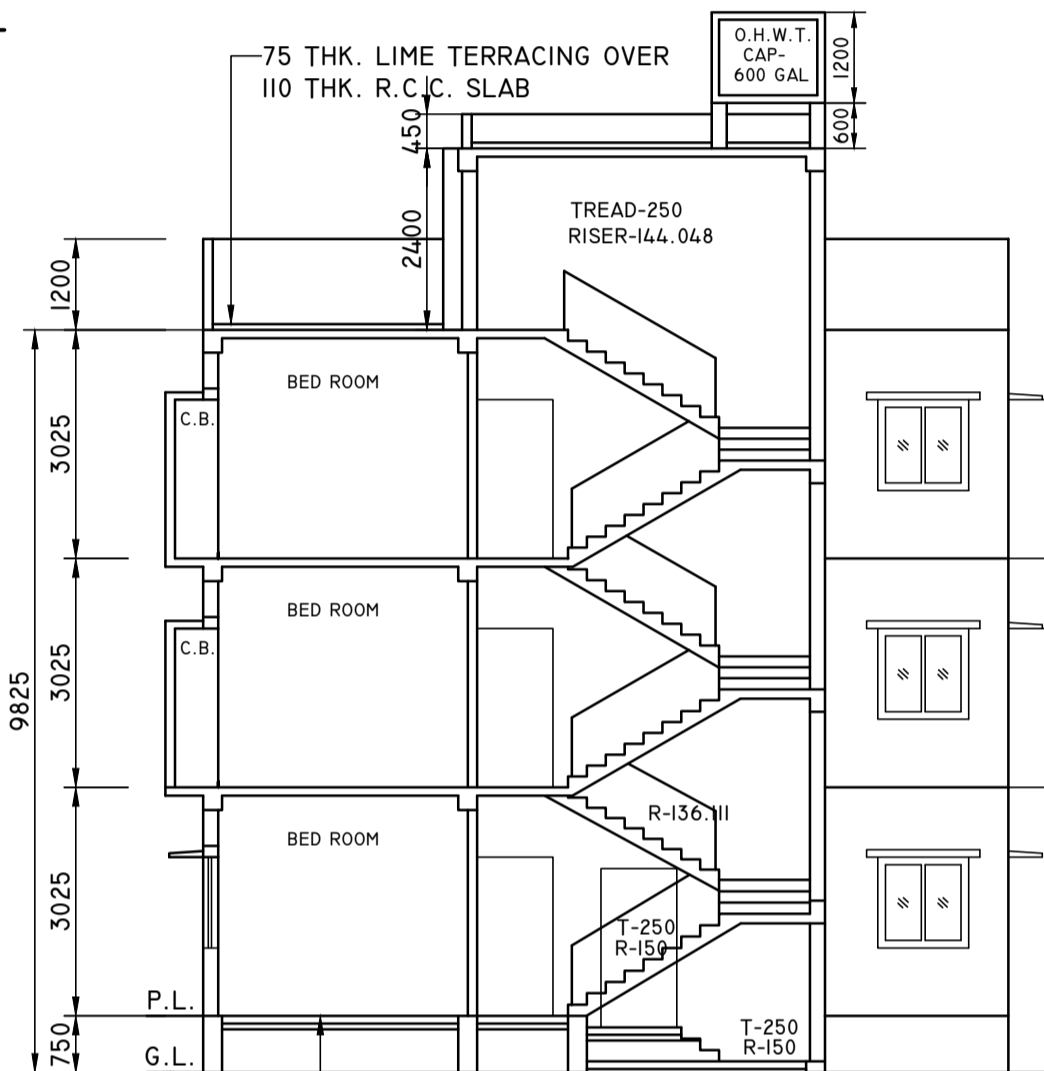 O.H.W.T.
CAP-
600 GAL
1200
600
75 THK. LIME TERRACING OVER
110 THK. R.C.C. SLAB
450
2400
TREAD-250
RISER-144.048
1200
BED ROOM
C.B.
3025
BED ROOM
C.B.
3025
9825
BED ROOM
R-136.111
3025
T-250
R-150
P.L.
T-250
R-150
750
G.L.